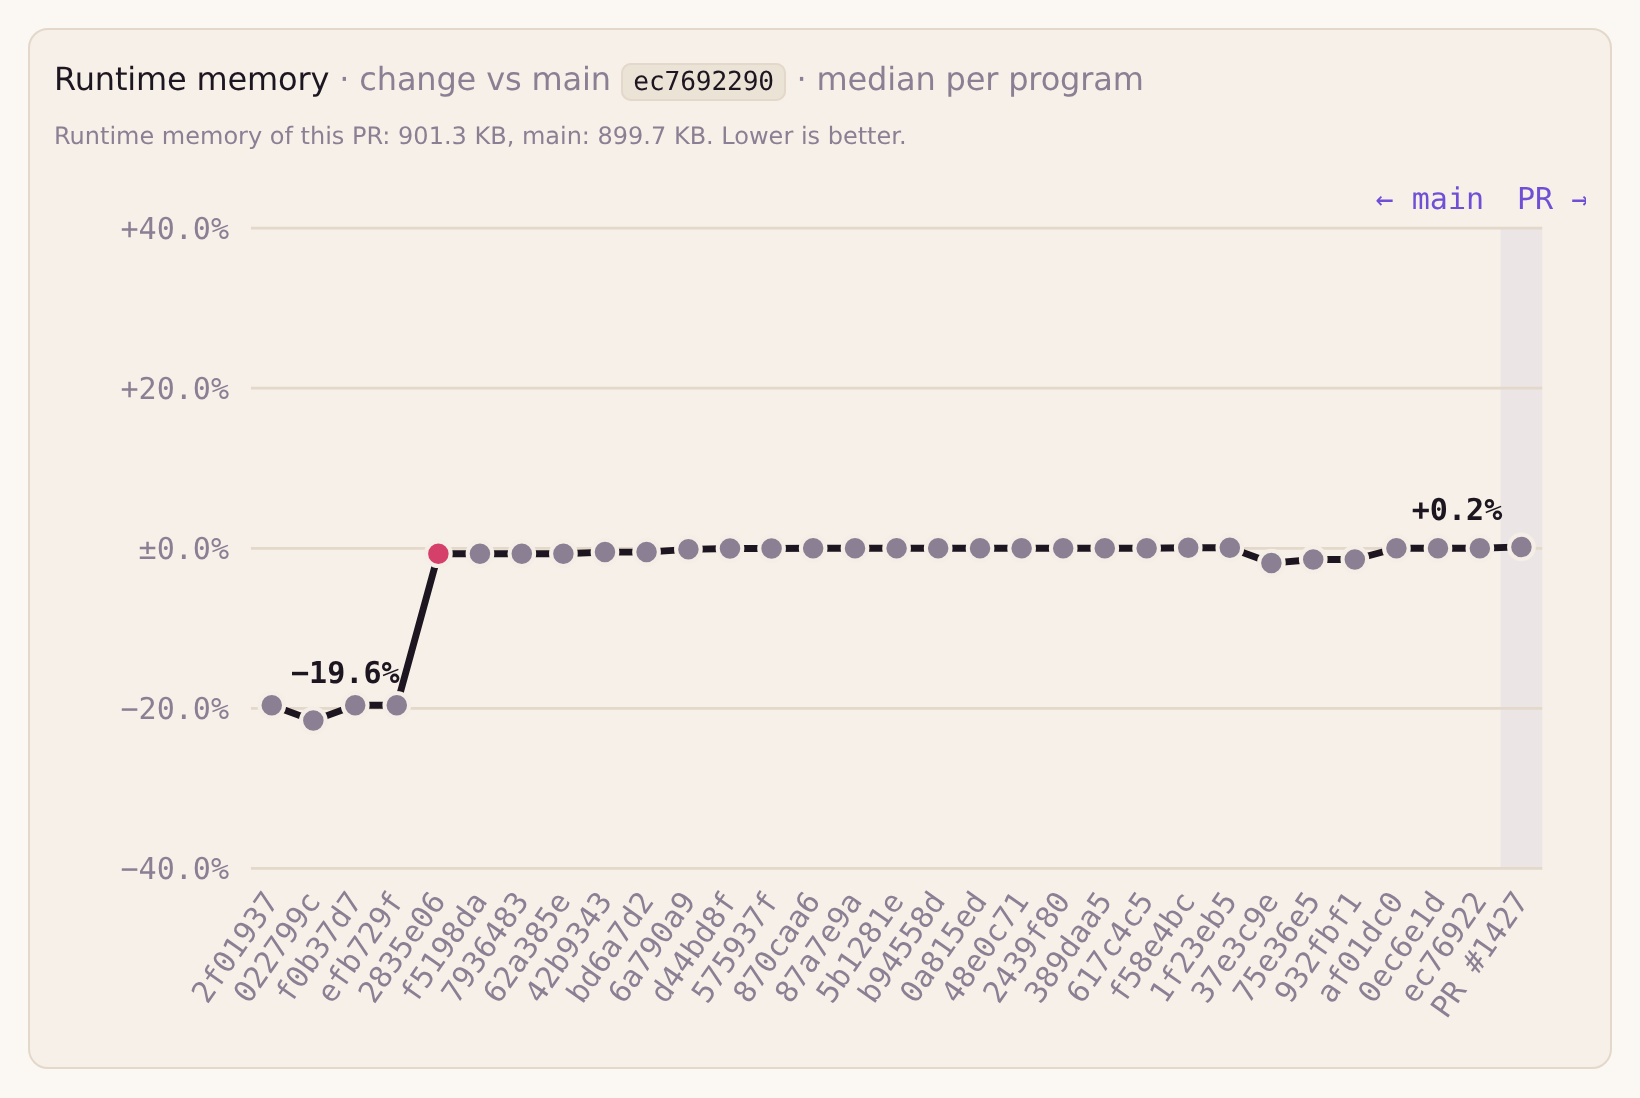 Runtime memory · change vs main ec7692290 · median per program
Runtime memory of this PR: 901.3 KB, main: 899.7 KB. Lower is better.
← main PR →
+40.0%
+20.0%
±0.0%
−20.0%
−40.0%
+0.2%
−19.6%
2f01937
022799c
f0b37d7
efb729f
2835e06
f5198da
7936483
62a385e
42b9343
bd6a7d2
6a790a9
d44bd8f
575937f
870caa6
87a7e9a
5b1281e
b94558d
0a815ed
48e0c71
2439f80
389daa5
617c4c5
f58e4bc
1f23eb5
37e3c9e
75e36e5
932fbf1
af01dc0
0ec6e1d
ec76922
PR #1427